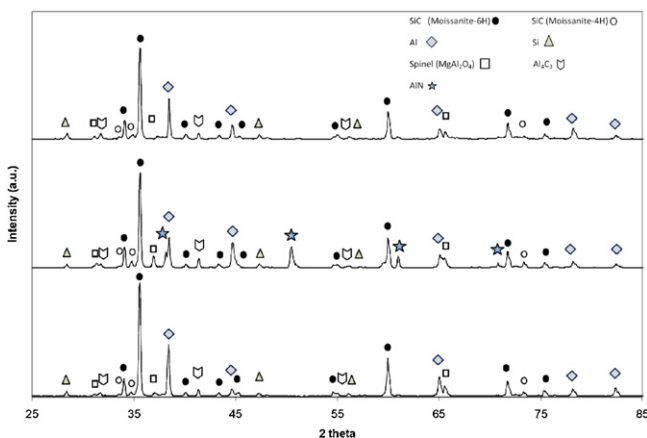 SiC (Moissanite-6H) SiC (Moissanite-4H)
Al Si
Spinel (MgAl₂O₄) Al₄C₃
AlN
Intensity (a.u.)
25 35 45 55 65 75 85
2 theta